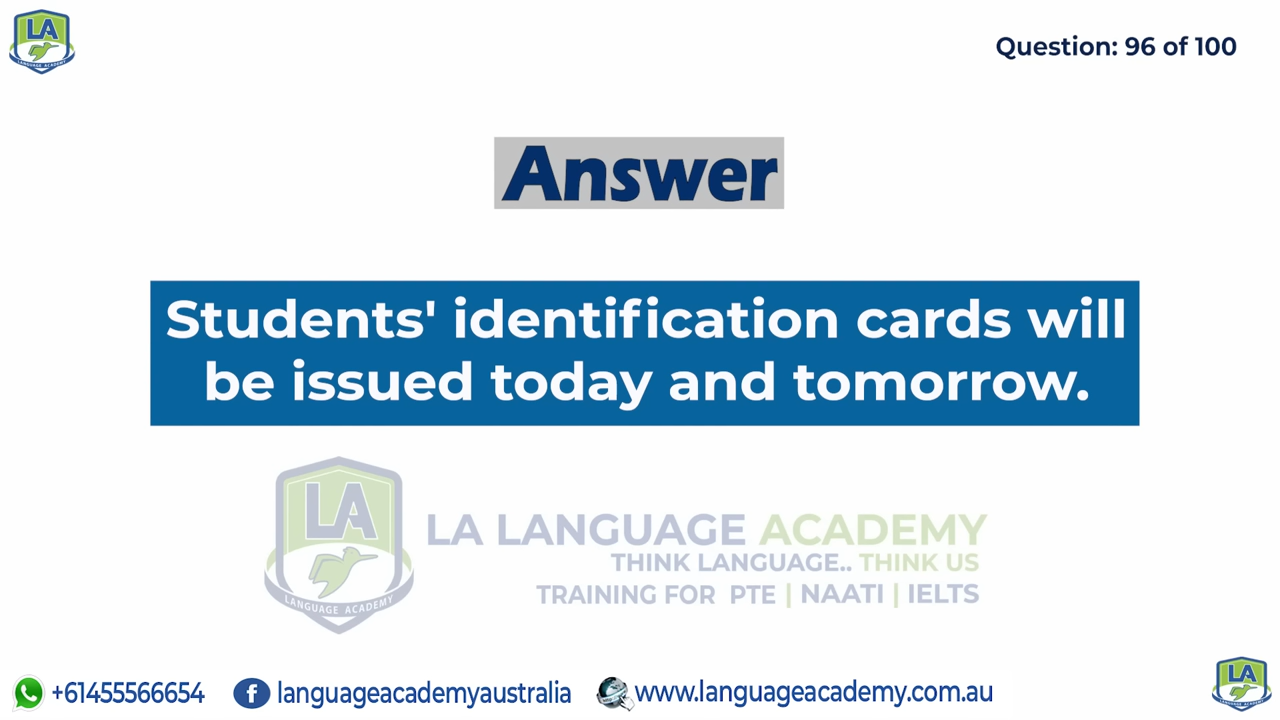 LA
LANGUAGE ACADEMY
Question: 96 of 100
Answer
Students' identification cards will
be issued today and tomorrow.
LA
LANGUAGE ACADEMY
LA LANGUAGE ACADEMY
THINK LANGUAGE.. THINK US
TRAINING FOR PTE | NAATI | IELTS
+61455566654
languageacademyaustralia
www.languageacademy.com.au
LA
LANGUAGE ACADEMY